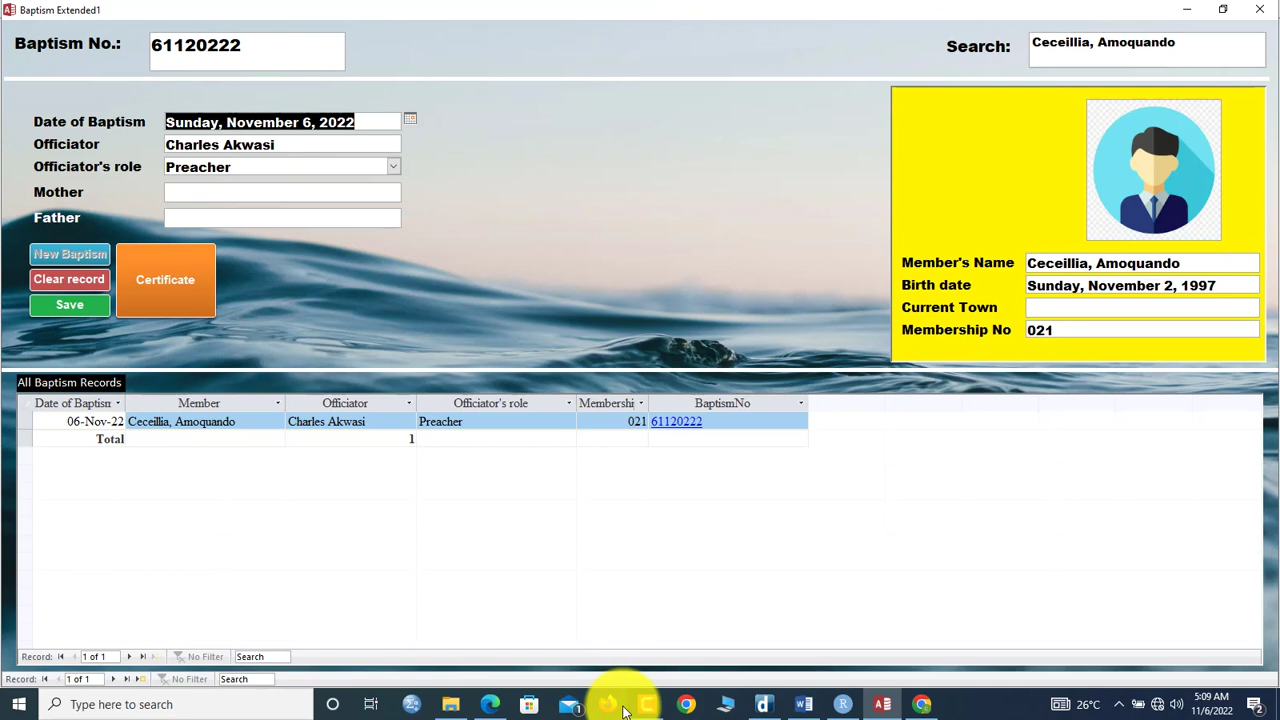 Baptism Extended1
Baptism No.: 61120222 Search: Ceceillia, Amoquando
Date of Baptism Sunday, November 6, 2022
Officiator Charles Akwasi
Officiator's role Preacher
Mother
Father
New Baptism
Clear record
Save
Certificate
Member's Name Ceceillia, Amoquando
Birth date Sunday, November 2, 1997
Current Town
Membership No 021
All Baptism Records
Date of Baptisn Member Officiator Officiator's role Membershi BaptismNo
06-Nov-22 Ceceillia, Amoquando Charles Akwasi Preacher 021 61120222
Total 1
Record: 1 of 1 No Filter Search
Record: 1 of 1 No Filter Search
Type here to search 1 26°C 5:09 AM
11/6/2022 2